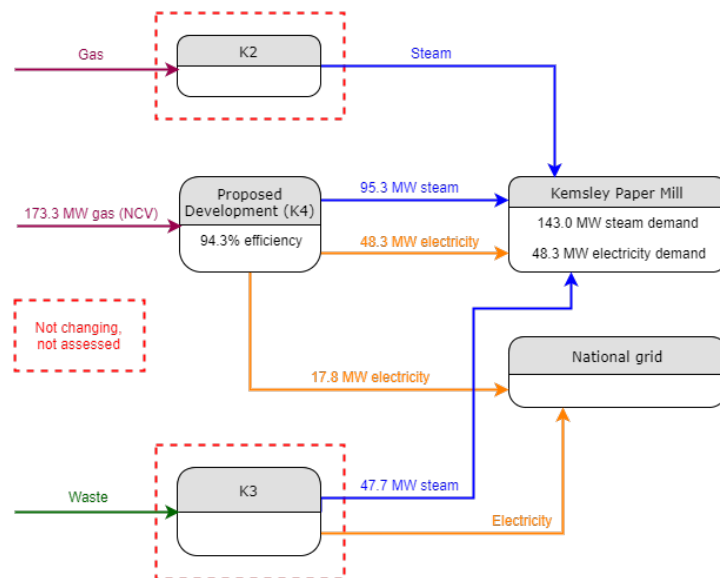 Gas
K2
Steam
173.3 MW gas (NCV)
Proposed
Development (K4)
94.3% efficiency
95.3 MW steam
48.3 MW electricity
Kemsley Paper Mill
143.0 MW steam demand
48.3 MW electricity demand
Not changing,
not assessed
17.8 MW electricity
National grid
Waste
K3
47.7 MW steam
Electricity